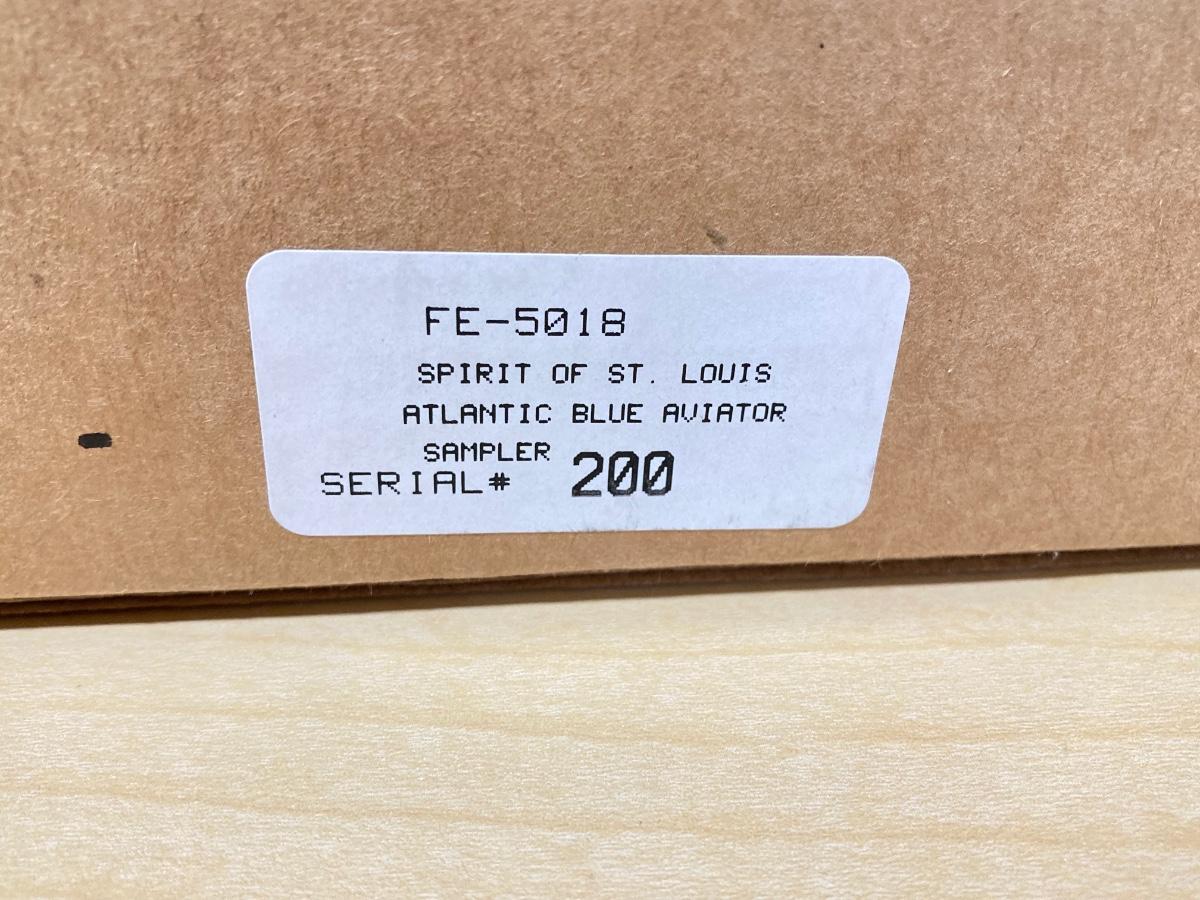 FE-5018
SPIRIT OF ST. LOUIS
ATLANTIC BLUE AVIATOR
SAMPLER
SERIAL# 200